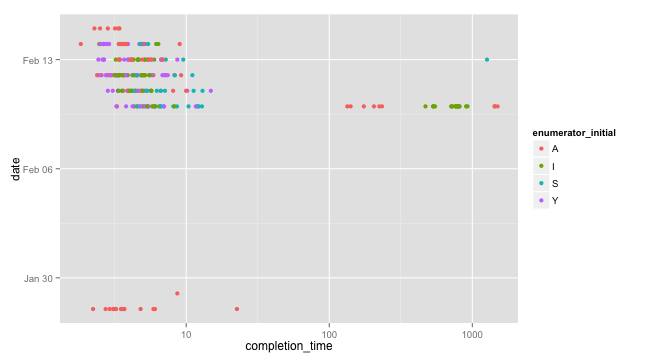 Feb 13
Feb 06
Jan 30
date
10
100
1000
completion_time
enumerator_initial
A
I
S
Y